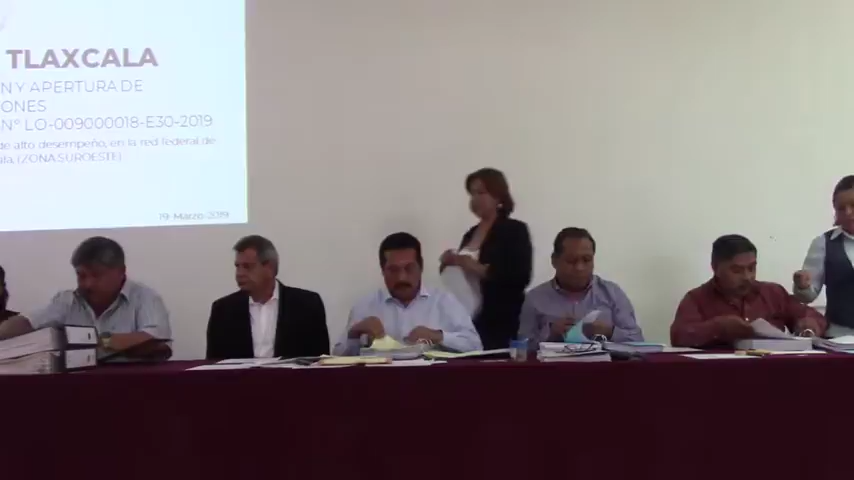 TLAXCALA
N Y APERTURA DE
ONES
N° LO-009000018-E30-2019
de alto desempeño, en la red federal de
ala, (ZONA SUROESTE)
19-Marzo-2019